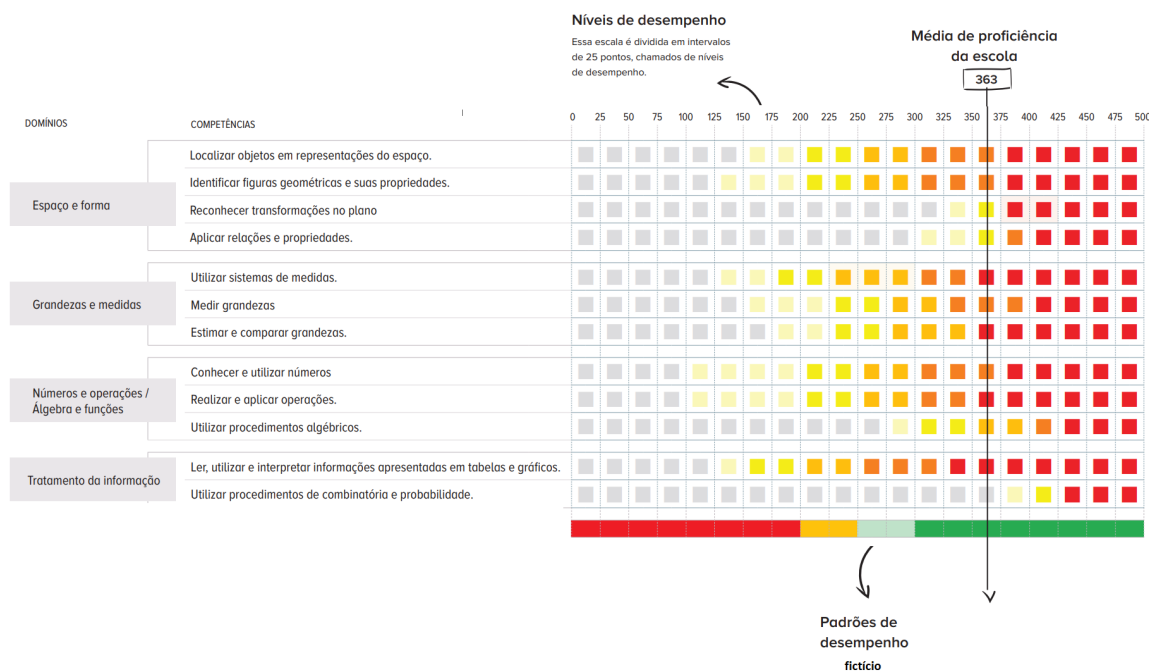 Níveis de desempenho
Essa escala é dividida em intervalos
de 25 pontos, chamados de níveis
de desempenho.
Média de proficiência
da escola
363
DOMÍNIOS
COMPETÊNCIAS
0 25 50 75 100 125 150 175 200 225 250 275 300 325 350 375 400 425 450 475 500
Espaço e forma
Localizar objetos em representações do espaço.
Identificar figuras geométricas e suas propriedades.
Reconhecer transformações no plano
Aplicar relações e propriedades.
Grandezas e medidas
Utilizar sistemas de medidas.
Medir grandezas
Estimar e comparar grandezas.
Números e operações /
Álgebra e funções
Conhecer e utilizar números
Realizar e aplicar operações.
Utilizar procedimentos algébricos.
Tratamento da informação
Ler, utilizar e interpretar informações apresentadas em tabelas e gráficos.
Utilizar procedimentos de combinatória e probabilidade.
Padrões de
desempenho
fictício